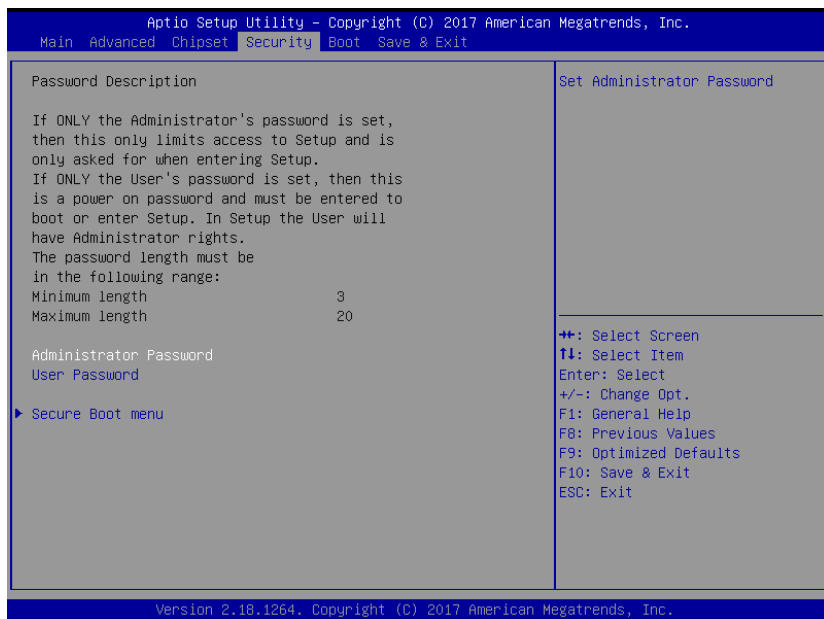 Aptio Setup Utility – Copyright (C) 2017 American Megatrends, Inc.
Main Advanced Chipset Security Boot Save & Exit
Password Description
If ONLY the Administrator's password is set,
then this only limits access to Setup and is
only asked for when entering Setup.
If ONLY the User's password is set, then this
is a power on password and must be entered to
boot or enter Setup. In Setup the User will
have Administrator rights.
The password length must be
in the following range:
Minimum length 3
Maximum length 20
Administrator Password
User Password
Secure Boot menu
Set Administrator Password
→←: Select Screen
↑↓: Select Item
Enter: Select
+/-: Change Opt.
F1: General Help
F8: Previous Values
F9: Optimized Defaults
F10: Save & Exit
ESC: Exit
Version 2.18.1264. Copyright (C) 2017 American Megatrends, Inc.